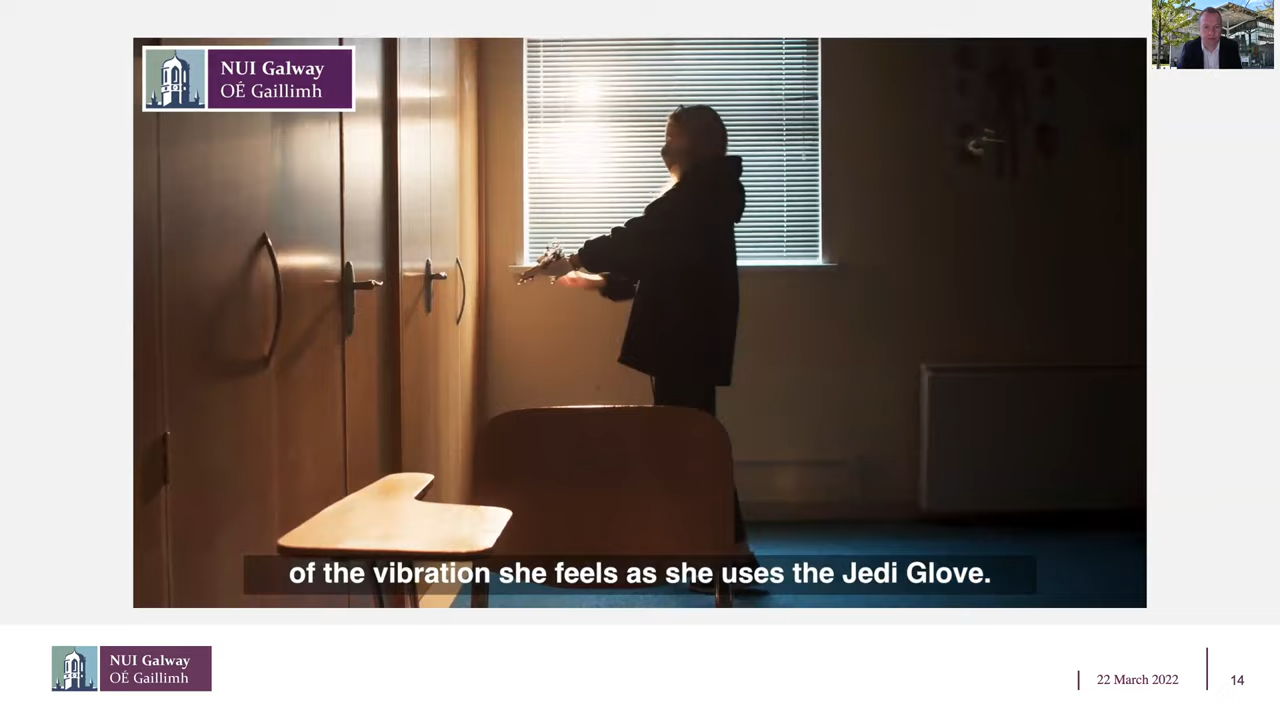 NUI Galway
OÉ Gaillimh
of the vibration she feels as she uses the Jedi Glove.
NUI Galway
OÉ Gaillimh
22 March 2022
14